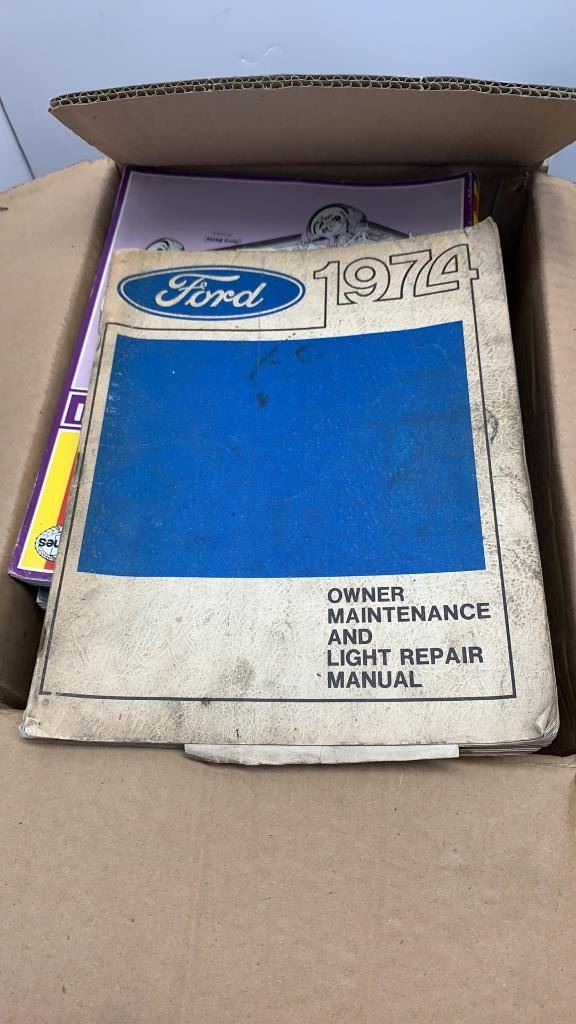 Ford
1974
OWNER
MAINTENANCE
AND
LIGHT REPAIR
MANUAL